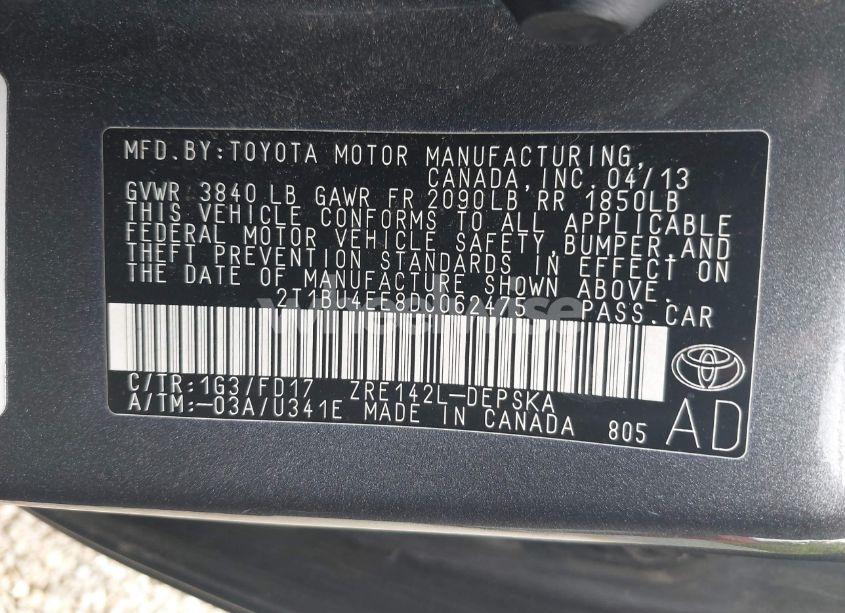 MFD.BY:TOYOTA MOTOR MANUFACTURING,
CANADA,INC. 04/13
GVWR 3840 LB GAWR FR 2090LB RR 1850LB
THIS VEHICLE CONFORMS TO ALL APPLICABLE
FEDERAL MOTOR VEHICLE SAFETY, BUMPER,AND
THEFT PREVENTION STANDARDS IN EFFECT ON
THE DATE OF MANUFACTURE SHOWN ABOVE.
2T1BU4EE8DC062475 PASS.CAR
wheelwise
C/TR:1G3/FD17 ZRE142L-DEPSKA
A/TM:-03A/U341E MADE IN CANADA 805
AD